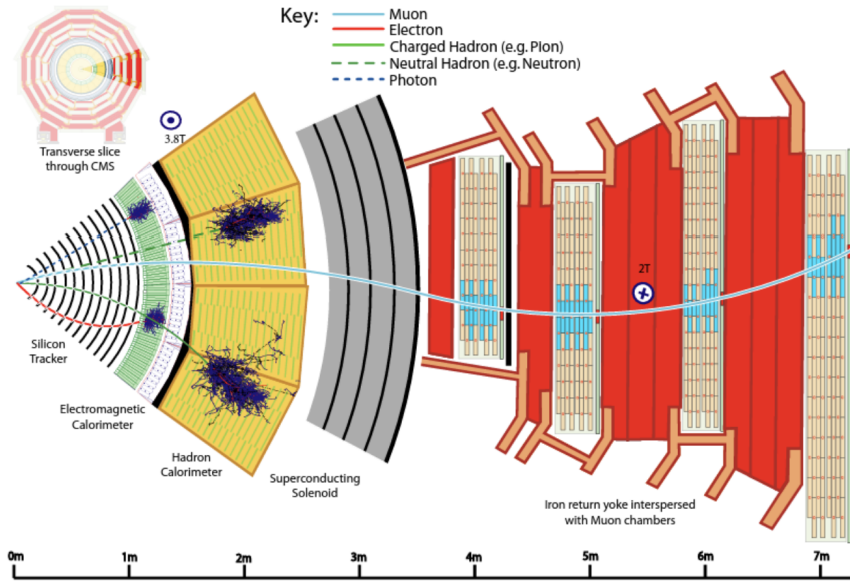 Key:
Muon
Electron
Charged Hadron (e.g. Pion)
Neutral Hadron (e.g. Neutron)
Photon
Transverse slice
through CMS
3.8T
2T
Silicon
Tracker
Electromagnetic
Calorimeter
Hadron
Calorimeter
Superconducting
Solenoid
Iron return yoke interspersed
with Muon chambers
0m
1m
2m
3m
4m
5m
6m
7m